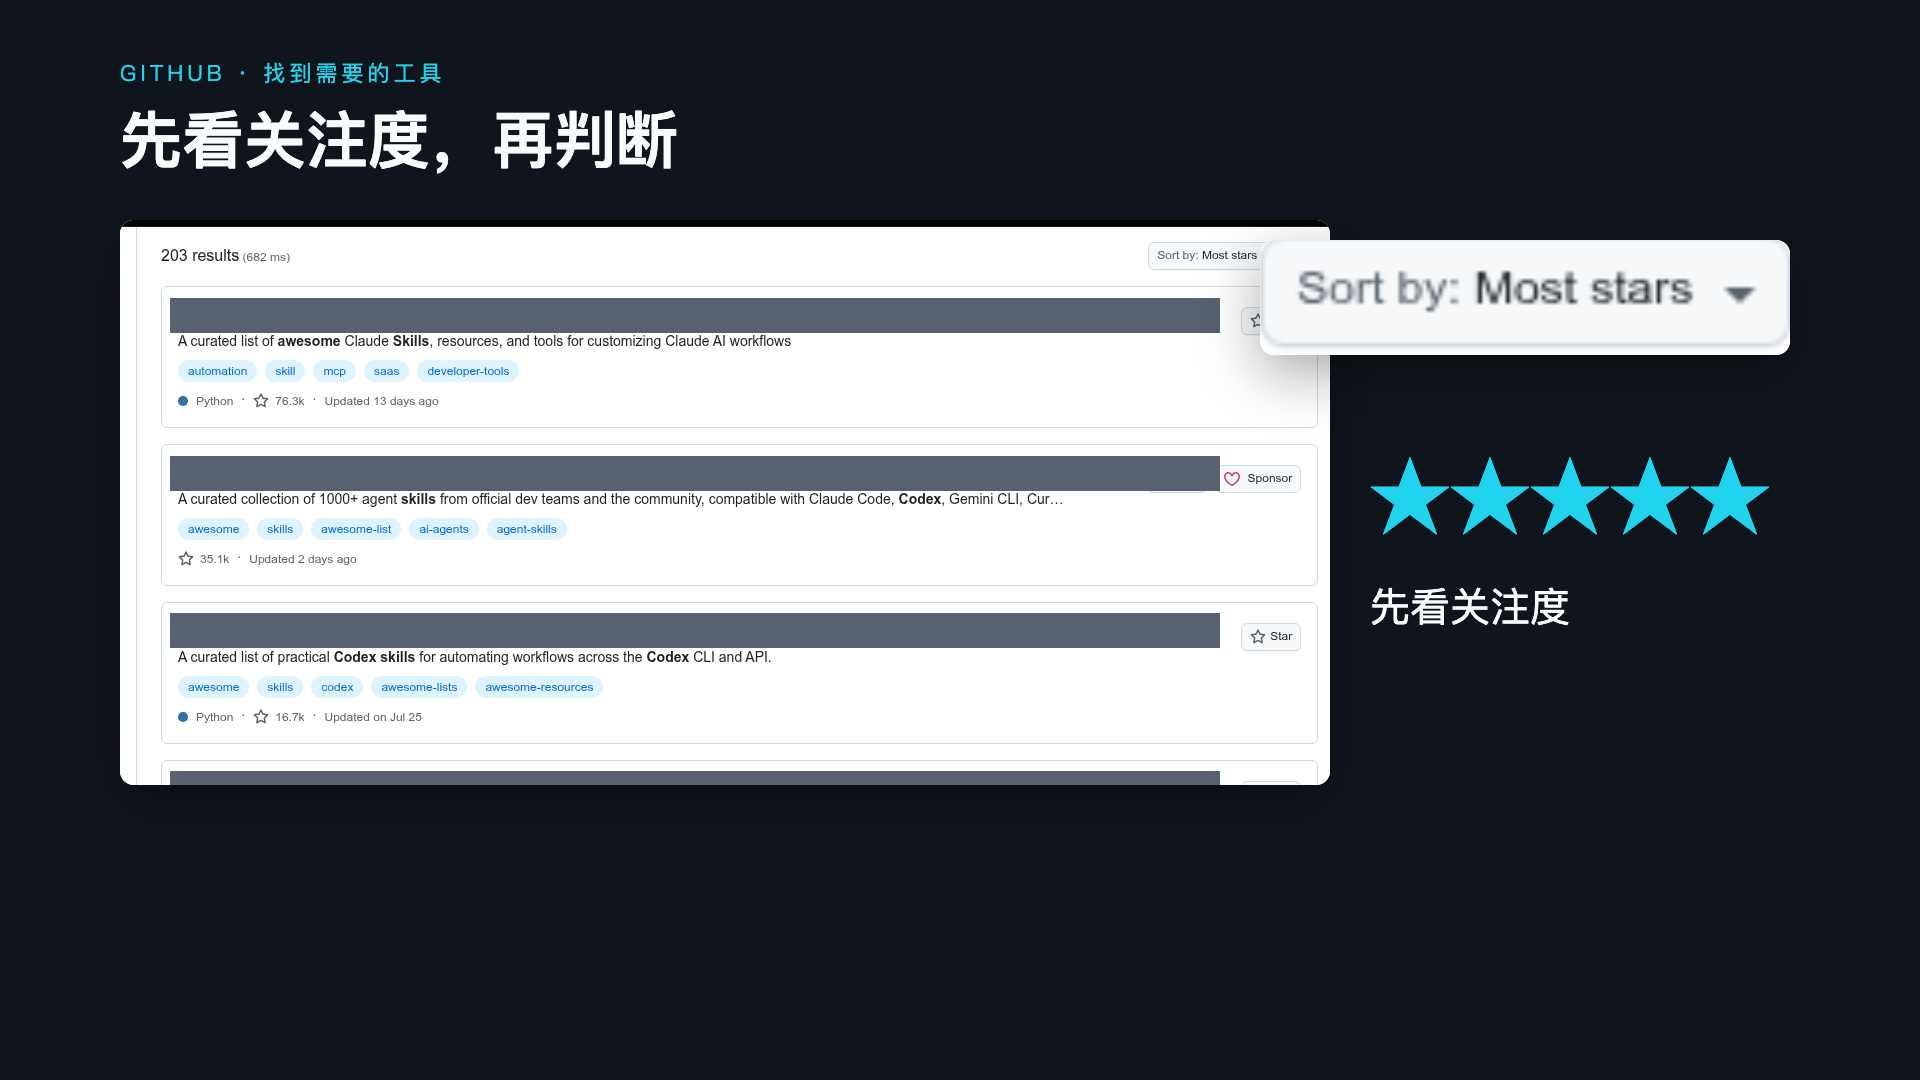 GITHUB · 找到需要的工具
先看关注度，再判断
203 results (682 ms)
Sort by: Most stars
Sort by: Most stars
A curated list of awesome Claude Skills, resources, and tools for customizing Claude AI workflows
automation skill mcp saas developer-tools
Python · 76.3k · Updated 13 days ago
Sponsor
A curated collection of 1000+ agent skills from official dev teams and the community, compatible with Claude Code, Codex, Gemini CLI, Cur…
awesome skills awesome-list ai-agents agent-skills
35.1k · Updated 2 days ago
Star
A curated list of practical Codex skills for automating workflows across the Codex CLI and API.
awesome skills codex awesome-lists awesome-resources
Python · 16.7k · Updated on Jul 25
先看关注度